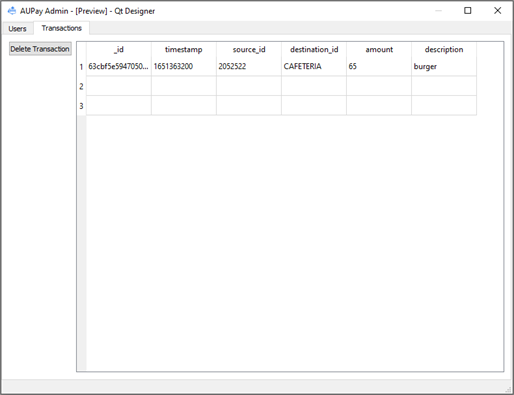 AUPay Admin - [Preview] - Qt Designer
Users Transactions
Delete Transaction
_id timestamp source_id destination_id amount description
1 63cbf5e5947050... 1651363200 2052522 CAFETERIA 65 burger
2
3